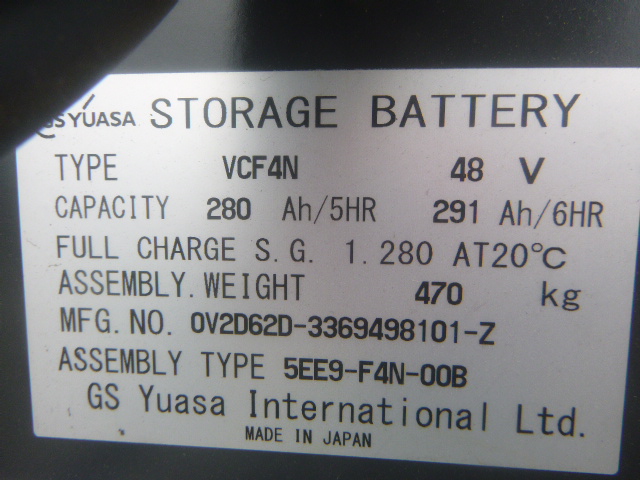 GS YUASA STORAGE BATTERY
TYPE VCF4N 48 V
CAPACITY 280 Ah/5HR 291 Ah/6HR
FULL CHARGE S.G. 1.280 AT20℃
ASSEMBLY.WEIGHT 470 kg
MFG.NO. 0V2D62D-3369498101-Z
ASSEMBLY TYPE 5EE9-F4N-00B
GS Yuasa International Ltd.
MADE IN JAPAN